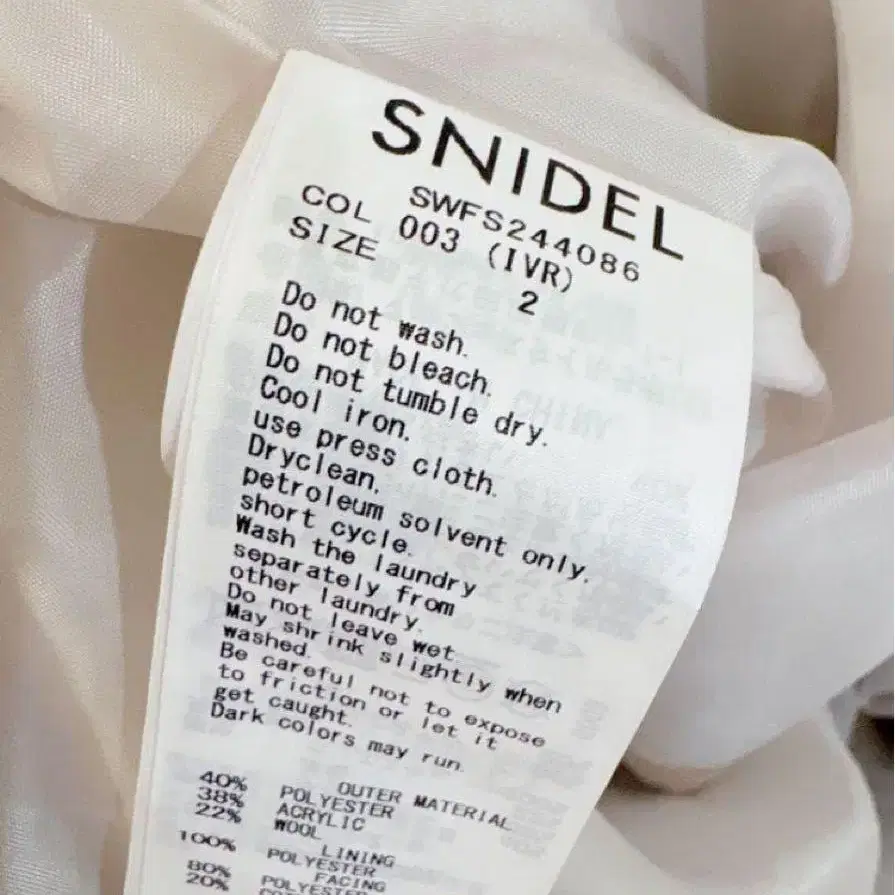 SNIDEL
SWFS244086
COL 003 (IVR)
SIZE 2
Do not wash.
Do not bleach.
Do not tumble dry.
Cool iron.
use press cloth.
Dryclean.
petroleum solvent only.
short cycle.
Wash the laundry
separately from
other laundry.
Do not leave wet.
May shrink slightly when
washed.
Be careful not to expose
to friction or let it
get caught.
Dark colors may run.
OUTER MATERIAL
40% POLYESTER
38% ACRYLIC
22% WOOL
LINING
100% POLYESTER
FACING
80% POLYESTER
20%